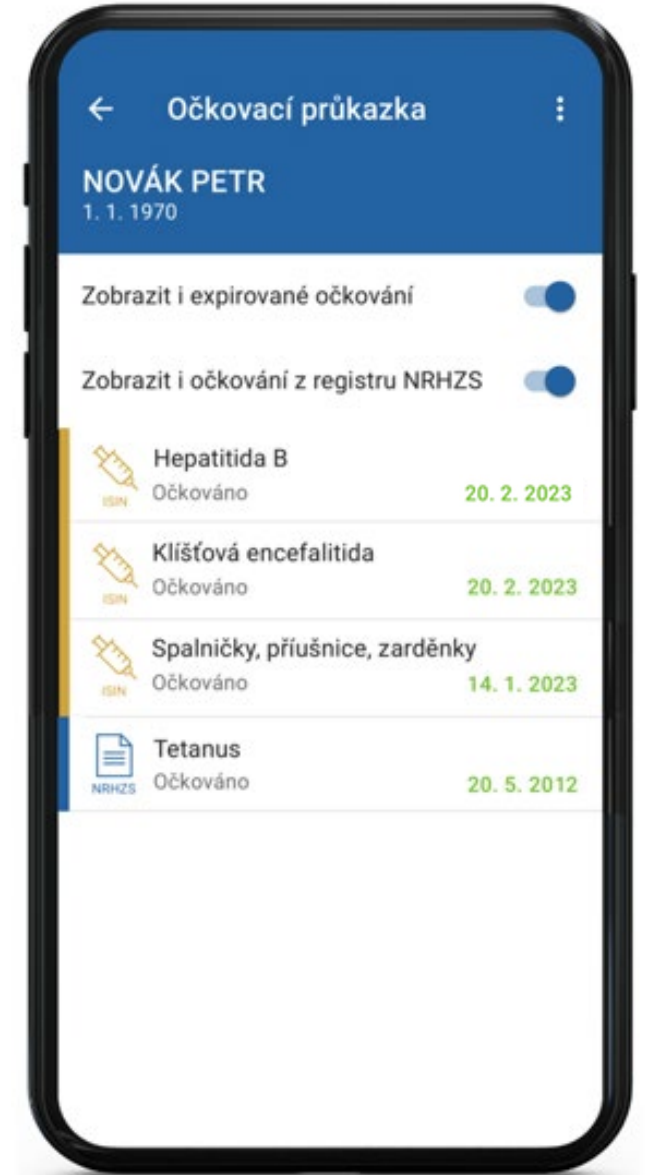 Očkovací průkazka
NOVÁK PETR
1. 1. 1970
Zobrazit i expirované očkování
Zobrazit i očkování z registru NRHZS
Hepatitida B
ISIN Očkováno 20. 2. 2023
Klíšťová encefalitida
ISIN Očkováno 20. 2. 2023
Spalničky, příušnice, zarděnky
ISIN Očkováno 14. 1. 2023
Tetanus
NRHZS Očkováno 20. 5. 2012